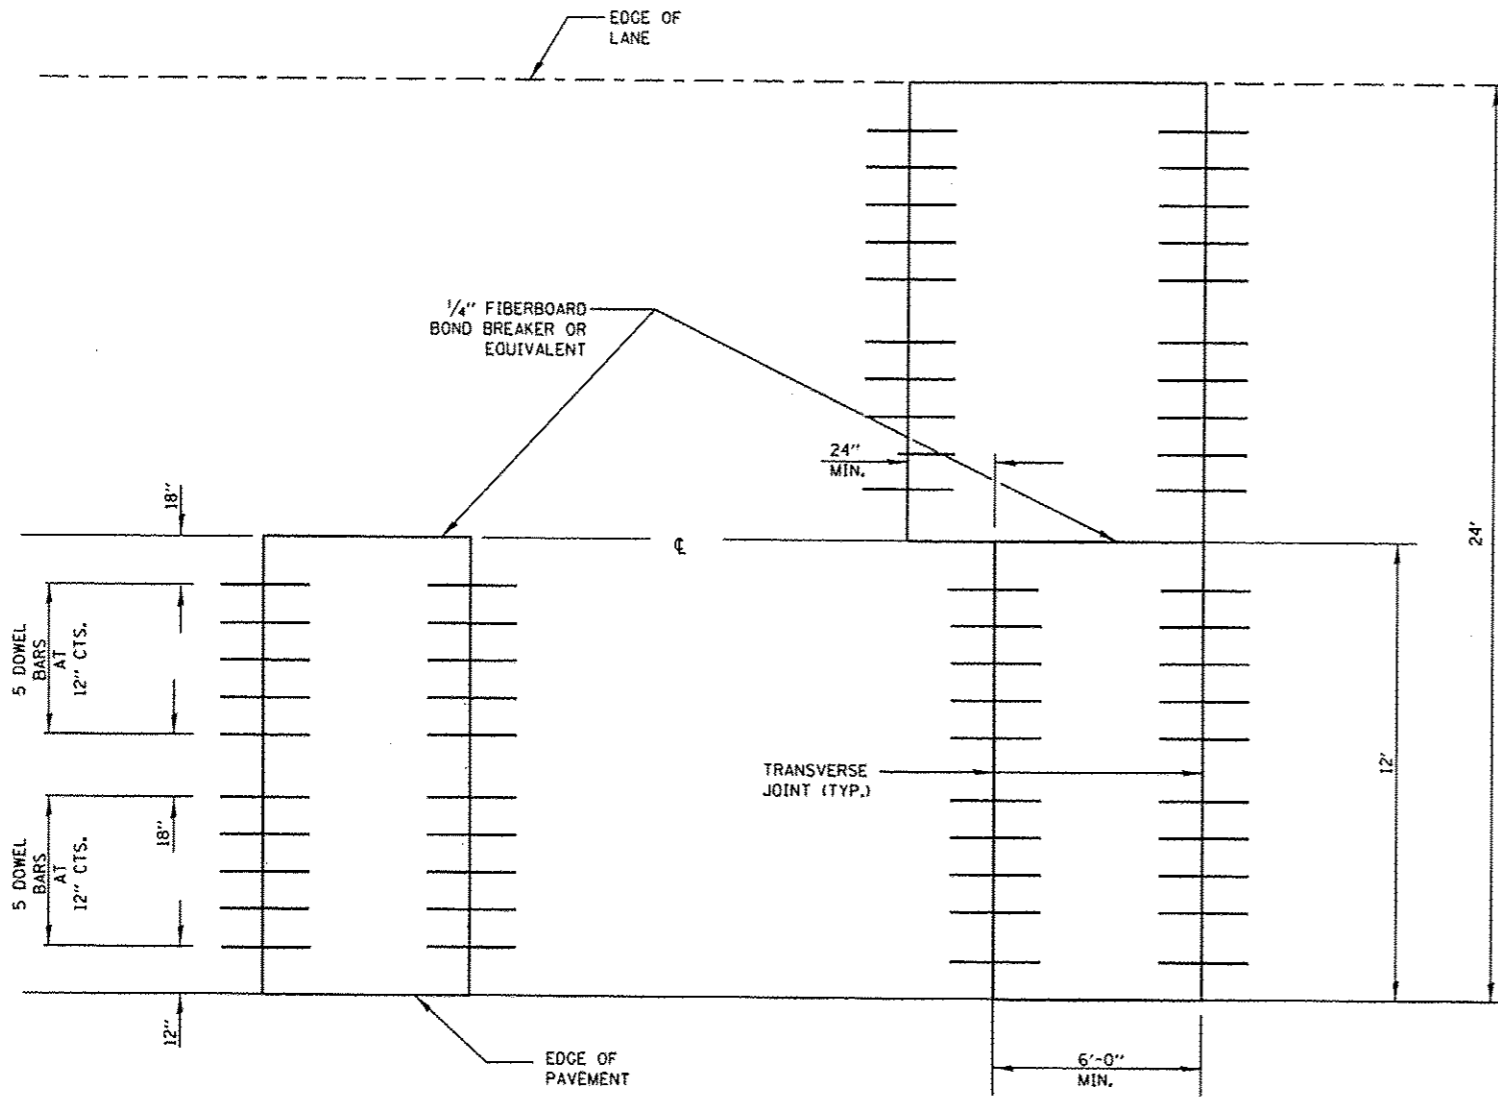 EDGE OF
LANE
1/4" FIBERBOARD
BOND BREAKER OR
EQUIVALENT
24"
MIN.
18"
℄
24'
5 DOWEL
BARS
AT
12" CTS.
TRANSVERSE
JOINT (TYP.)
12'
18"
5 DOWEL
BARS
AT
12" CTS.
12"
EDGE OF
PAVEMENT
6'-0"
MIN.